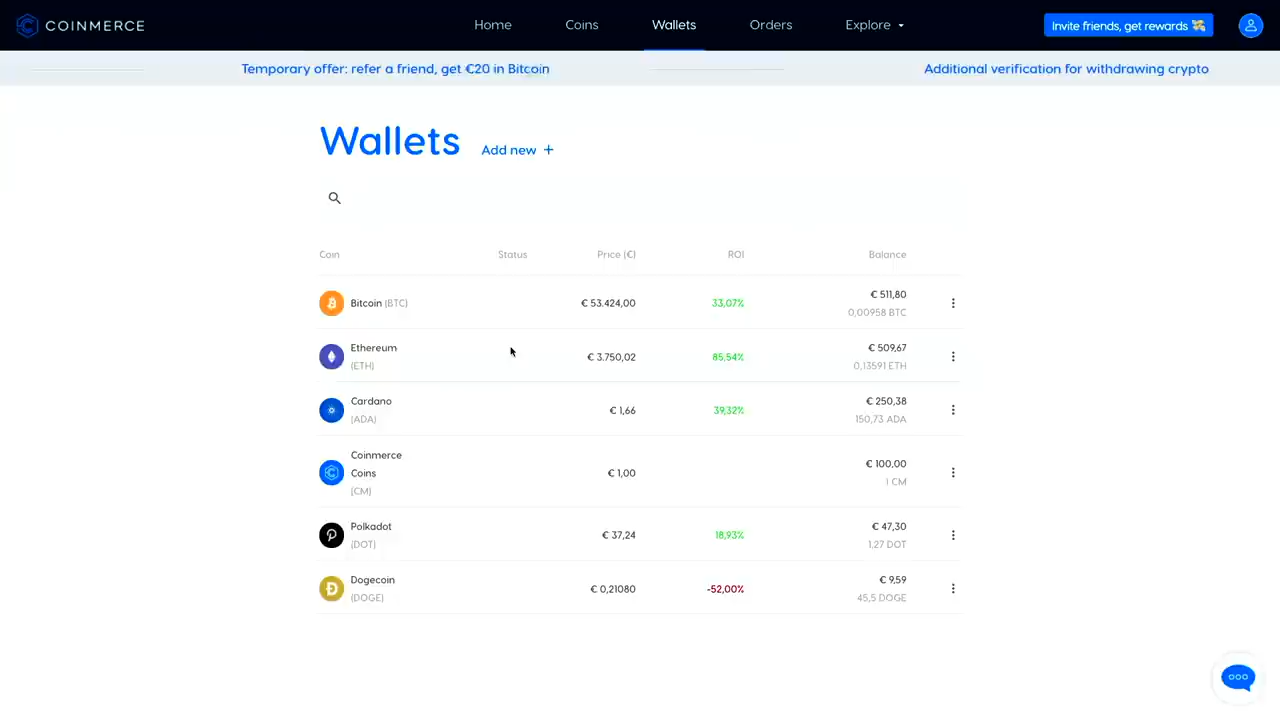 COINMERCE
Home
Coins
Wallets
Orders
Explore
Invite friends, get rewards 💸
Temporary offer: refer a friend, get €20 in Bitcoin
Additional verification for withdrawing crypto
Wallets
Add new +
Coin Status Price (€) ROI Balance
Bitcoin (BTC) € 53.424,00 33,07% € 511,80
0,00958 BTC
Ethereum € 3.750,02 85,54% € 509,67
(ETH) 0,13591 ETH
Cardano € 1,66 39,32% € 250,38
(ADA) 150,73 ADA
Coinmerce € 1,00 € 100,00
Coins 1 CM
(CM)
Polkadot € 37,24 18,93% € 47,30
(DOT) 1,27 DOT
Dogecoin € 0,21080 -52,00% € 9,59
(DOGE) 45,5 DOGE